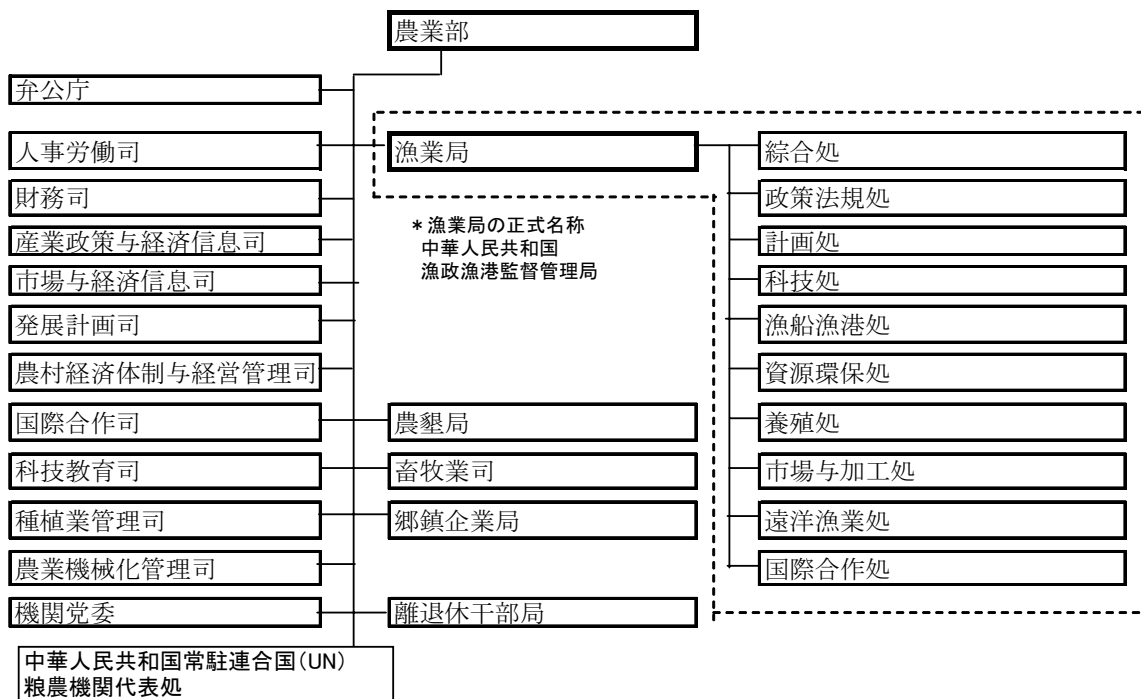 農業部
弁公庁
人事労働司
財務司
産業政策与経済信息司
市場与経済信息司
発展計画司
農村経済体制与経営管理司
国際合作司
科技教育司
種植業管理司
農業機械化管理司
機関党委
中華人民共和国常駐連合国(UN)
粮農機関代表処
漁業局
*漁業局の正式名称
中華人民共和国
漁政漁港監督管理局
農墾局
畜牧業司
郷鎮企業局
離退休干部局
綜合処
政策法規処
計画処
科技処
漁船漁港処
資源環保処
養殖処
市場与加工処
遠洋漁業処
国際合作処